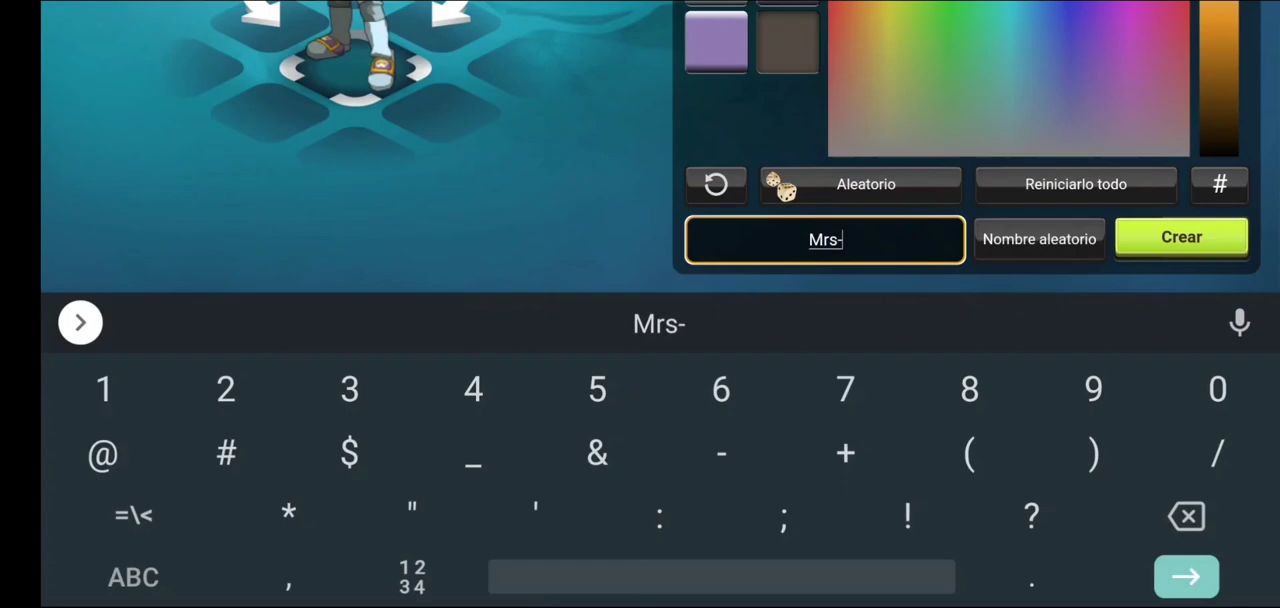 Aleatorio
Reiniciarlo todo
#
Mrs-
Nombre aleatorio
Crear
Mrs-
1 2 3 4 5 6 7 8 9 0
@ # $ _ & - + ( ) /
=\< * " ' : ; ! ?
ABC , 12 .
34